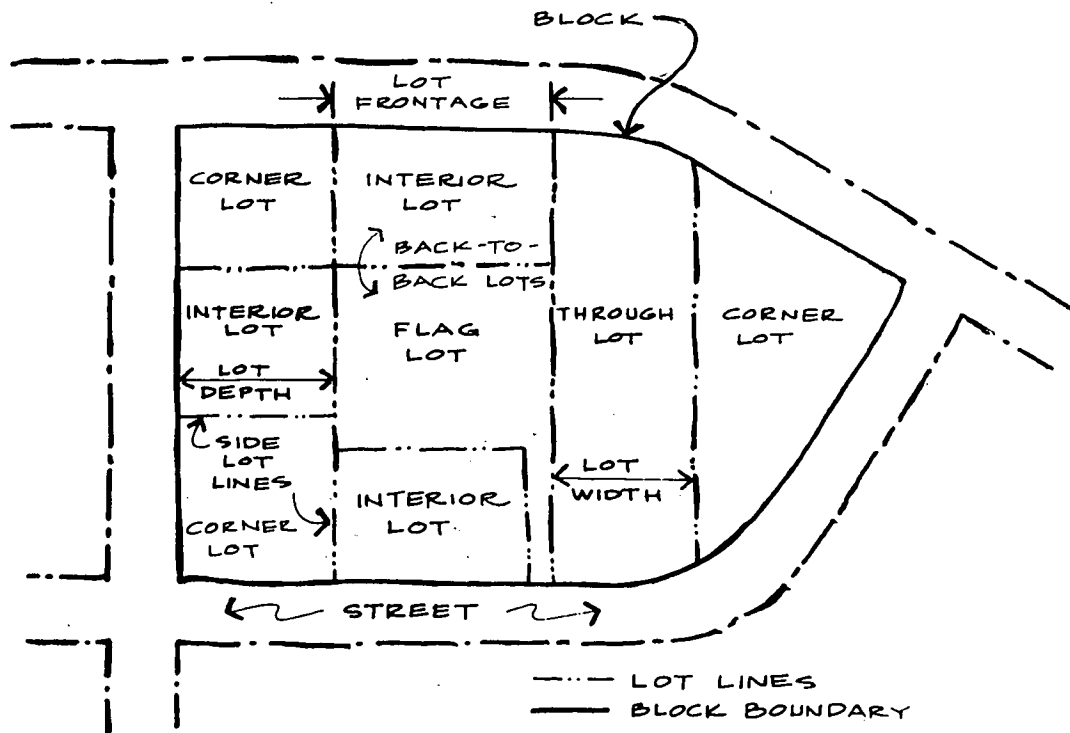 BLOCK
LOT
FRONTAGE
CORNER
LOT
INTERIOR
LOT
BACK-TO-
BACK LOTS
INTERIOR
LOT
FLAG
LOT
THROUGH
LOT
CORNER
LOT
LOT
DEPTH
SIDE
LOT
LINES
LOT
WIDTH
INTERIOR
LOT
CORNER
LOT
STREET
LOT LINES
BLOCK BOUNDARY